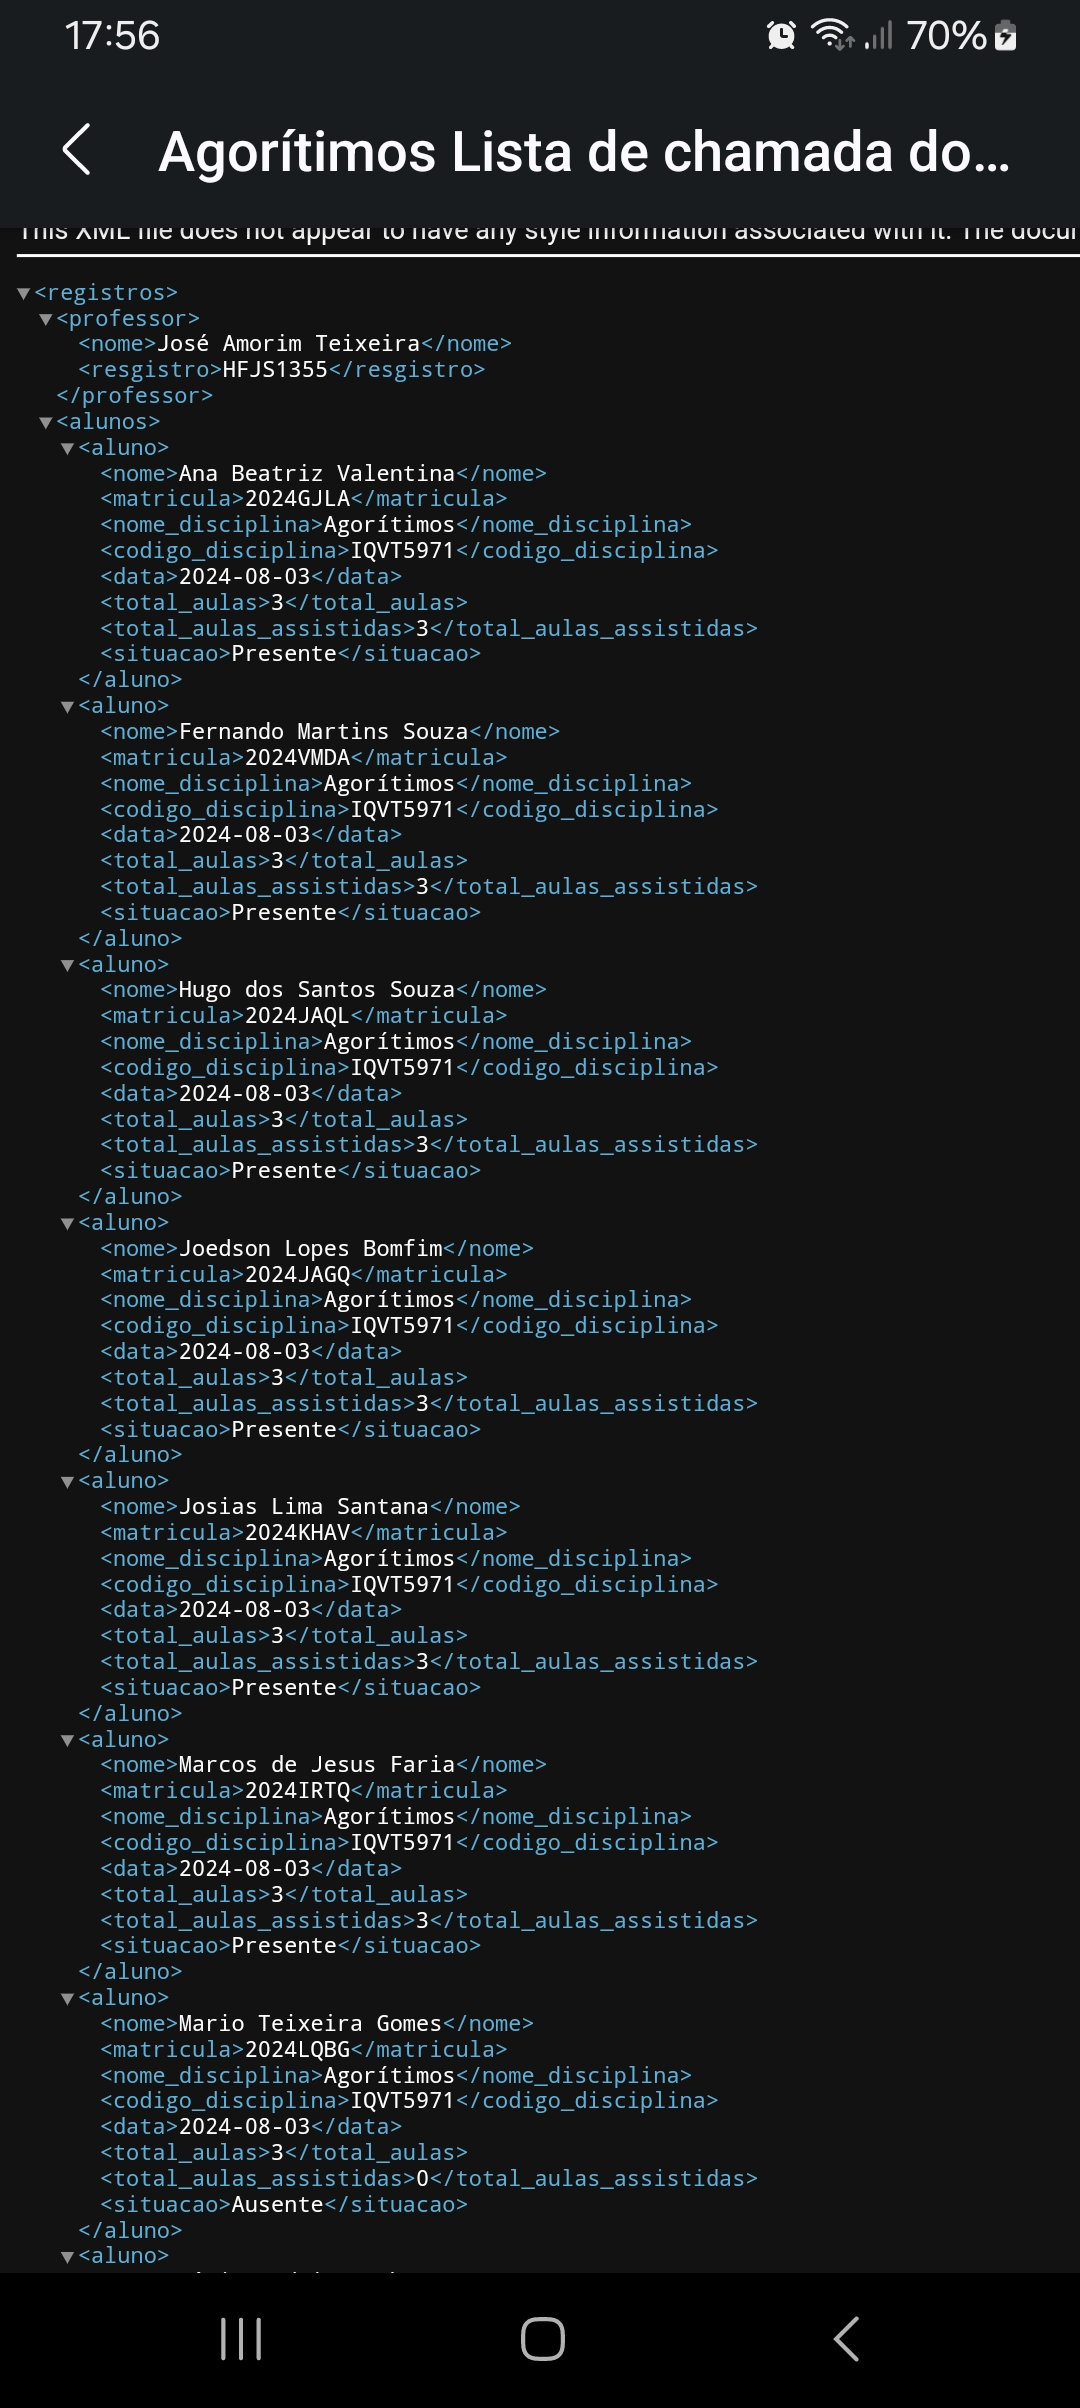 17:56 70%
Agorítimos Lista de chamada do...
This XML file does not appear to have any style information associated with it. The docu
▼<registros>
▼<professor>
<nome>José Amorim Teixeira</nome>
<resgistro>HFJS1355</resgistro>
</professor>
▼<alunos>
▼<aluno>
<nome>Ana Beatriz Valentina</nome>
<matricula>2024GJLA</matricula>
<nome_disciplina>Agorítimos</nome_disciplina>
<codigo_disciplina>IQVT5971</codigo_disciplina>
<data>2024-08-03</data>
<total_aulas>3</total_aulas>
<total_aulas_assistidas>3</total_aulas_assistidas>
<situacao>Presente</situacao>
</aluno>
▼<aluno>
<nome>Fernando Martins Souza</nome>
<matricula>2024VMDA</matricula>
<nome_disciplina>Agorítimos</nome_disciplina>
<codigo_disciplina>IQVT5971</codigo_disciplina>
<data>2024-08-03</data>
<total_aulas>3</total_aulas>
<total_aulas_assistidas>3</total_aulas_assistidas>
<situacao>Presente</situacao>
</aluno>
▼<aluno>
<nome>Hugo dos Santos Souza</nome>
<matricula>2024JAQL</matricula>
<nome_disciplina>Agorítimos</nome_disciplina>
<codigo_disciplina>IQVT5971</codigo_disciplina>
<data>2024-08-03</data>
<total_aulas>3</total_aulas>
<total_aulas_assistidas>3</total_aulas_assistidas>
<situacao>Presente</situacao>
</aluno>
▼<aluno>
<nome>Joedson Lopes Bomfim</nome>
<matricula>2024JAGQ</matricula>
<nome_disciplina>Agorítimos</nome_disciplina>
<codigo_disciplina>IQVT5971</codigo_disciplina>
<data>2024-08-03</data>
<total_aulas>3</total_aulas>
<total_aulas_assistidas>3</total_aulas_assistidas>
<situacao>Presente</situacao>
</aluno>
▼<aluno>
<nome>Josias Lima Santana</nome>
<matricula>2024KHAV</matricula>
<nome_disciplina>Agorítimos</nome_disciplina>
<codigo_disciplina>IQVT5971</codigo_disciplina>
<data>2024-08-03</data>
<total_aulas>3</total_aulas>
<total_aulas_assistidas>3</total_aulas_assistidas>
<situacao>Presente</situacao>
</aluno>
▼<aluno>
<nome>Marcos de Jesus Faria</nome>
<matricula>2024IRTQ</matricula>
<nome_disciplina>Agorítimos</nome_disciplina>
<codigo_disciplina>IQVT5971</codigo_disciplina>
<data>2024-08-03</data>
<total_aulas>3</total_aulas>
<total_aulas_assistidas>3</total_aulas_assistidas>
<situacao>Presente</situacao>
</aluno>
▼<aluno>
<nome>Mario Teixeira Gomes</nome>
<matricula>2024LQBG</matricula>
<nome_disciplina>Agorítimos</nome_disciplina>
<codigo_disciplina>IQVT5971</codigo_disciplina>
<data>2024-08-03</data>
<total_aulas>3</total_aulas>
<total_aulas_assistidas>0</total_aulas_assistidas>
<situacao>Ausente</situacao>
</aluno>
▼<aluno>